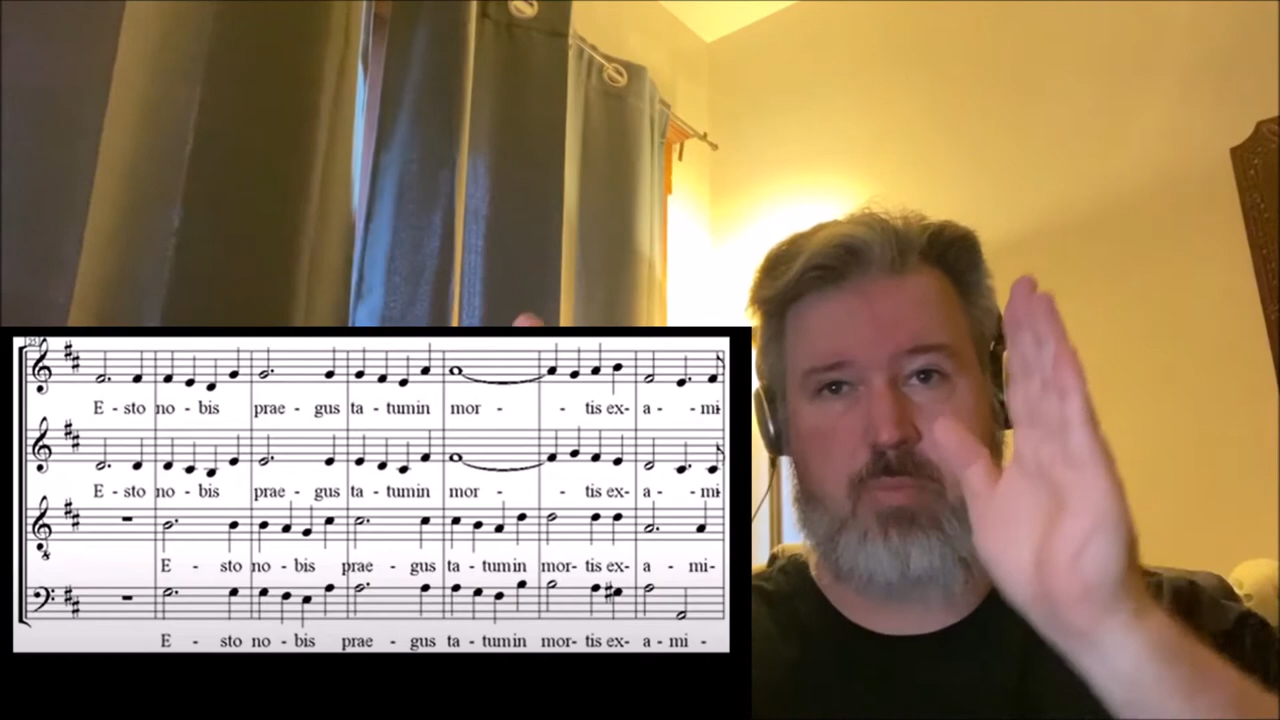 E - sto no - bis prae - gus ta - tumin mor - - tis ex- a - - mi-
E - sto no - bis prae - gus ta - tumin mor - - tis ex- a - - mi-
E - sto no - bis prae - gus ta - tumin mor- tis ex- a - mi-
E - sto no - bis prae - gus ta - tumin mor- tis ex- a - mi -